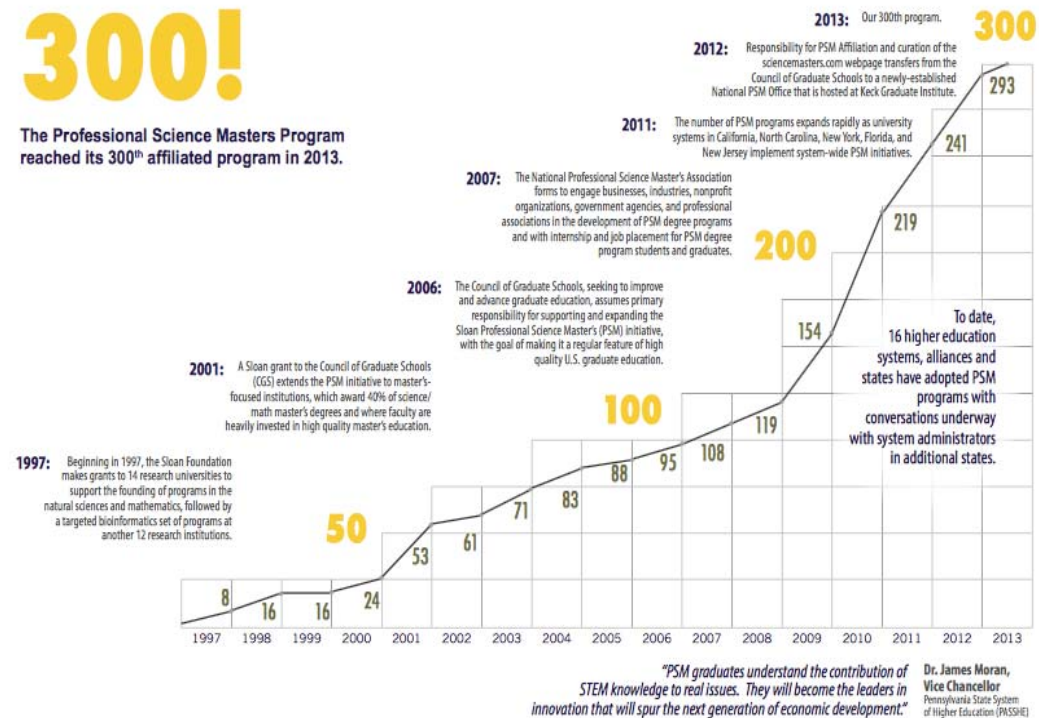 300!
The Professional Science Masters Program
reached its 300th affiliated program in 2013.
2013: Our 300th program.
300
2012: Responsibility for PSM Affiliation and curation of the
sciencemasters.com webpage transfers from the
Council of Graduate Schools to a newly-established
National PSM Office that is hosted at Keck Graduate Institute.
293
2011: The number of PSM programs expands rapidly as university
systems in California, North Carolina, New York, Florida, and
New Jersey implement system-wide PSM initiatives.
241
2007: The National Professional Science Master's Association
forms to engage businesses, industries, nonprofit
organizations, government agencies, and professional
associations in the development of PSM degree programs
and with internship and job placement for PSM degree
program students and graduates.
219
200
2006: The Council of Graduate Schools, seeking to improve
and advance graduate education, assumes primary
responsibility for supporting and expanding the
Sloan Professional Science Master's (PSM) initiative,
with the goal of making it a regular feature of high
quality U.S. graduate education.
154
To date,
16 higher education
systems, alliances and
states have adopted PSM
programs with
conversations underway
with system administrators
in additional states.
2001: A Sloan grant to the Council of Graduate Schools
(CGS) extends the PSM initiative to master's-
focused institutions, which award 40% of science/
math master's degrees and where faculty are
heavily invested in high quality master's education.
100
119
108
95
88
83
71
1997: Beginning in 1997, the Sloan Foundation
makes grants to 14 research universities to
support the founding of programs in the
natural sciences and mathematics, followed by
a targeted bioinformatics set of programs at
another 12 research institutions.
50
61
53
24
16
16
8
1997 1998 1999 2000 2001 2002 2003 2004 2005 2006 2007 2008 2009 2010 2011 2012 2013
"PSM graduates understand the contribution of
STEM knowledge to real issues. They will become the leaders in
innovation that will spur the next generation of economic development."
Dr. James Moran,
Vice Chancellor
Pennsylvania State System
of Higher Education (PASSHE)